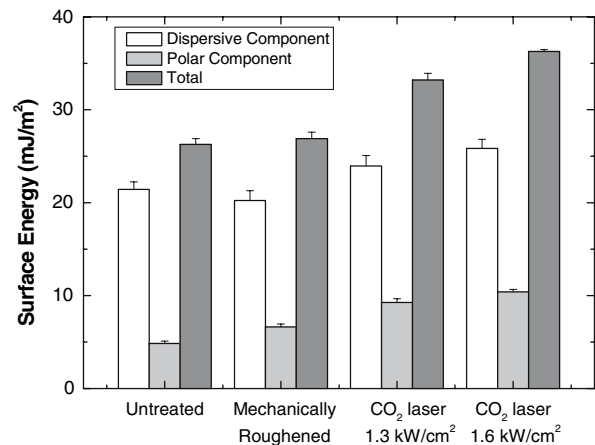 40
30
20
10
0
Surface Energy (mJ/m²)
Dispersive Component
Polar Component
Total
Untreated
Mechanically
Roughened
CO₂ laser
1.3 kW/cm²
CO₂ laser
1.6 kW/cm²